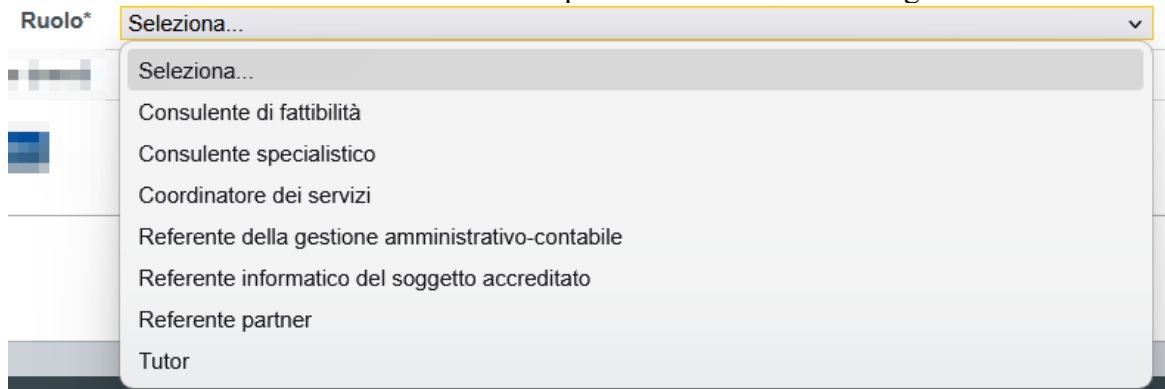 Ruolo*
Seleziona...
Seleziona...
Consulente di fattibilità
Consulente specialistico
Coordinatore dei servizi
Referente della gestione amministrativo-contabile
Referente informatico del soggetto accreditato
Referente partner
Tutor